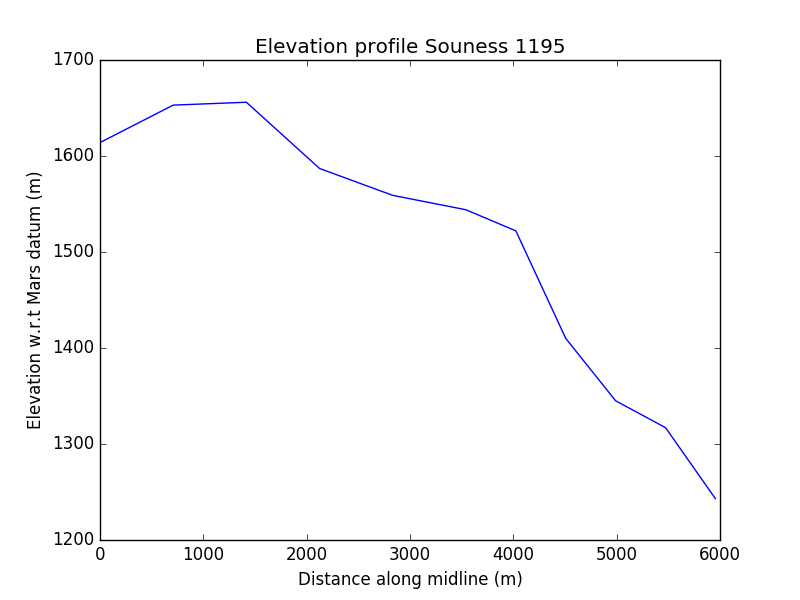 Elevation profile Souness 1195
1700
1600
1500
1400
1300
1200
Elevation w.r.t Mars datum (m)
0 1000 2000 3000 4000 5000 6000
Distance along midline (m)